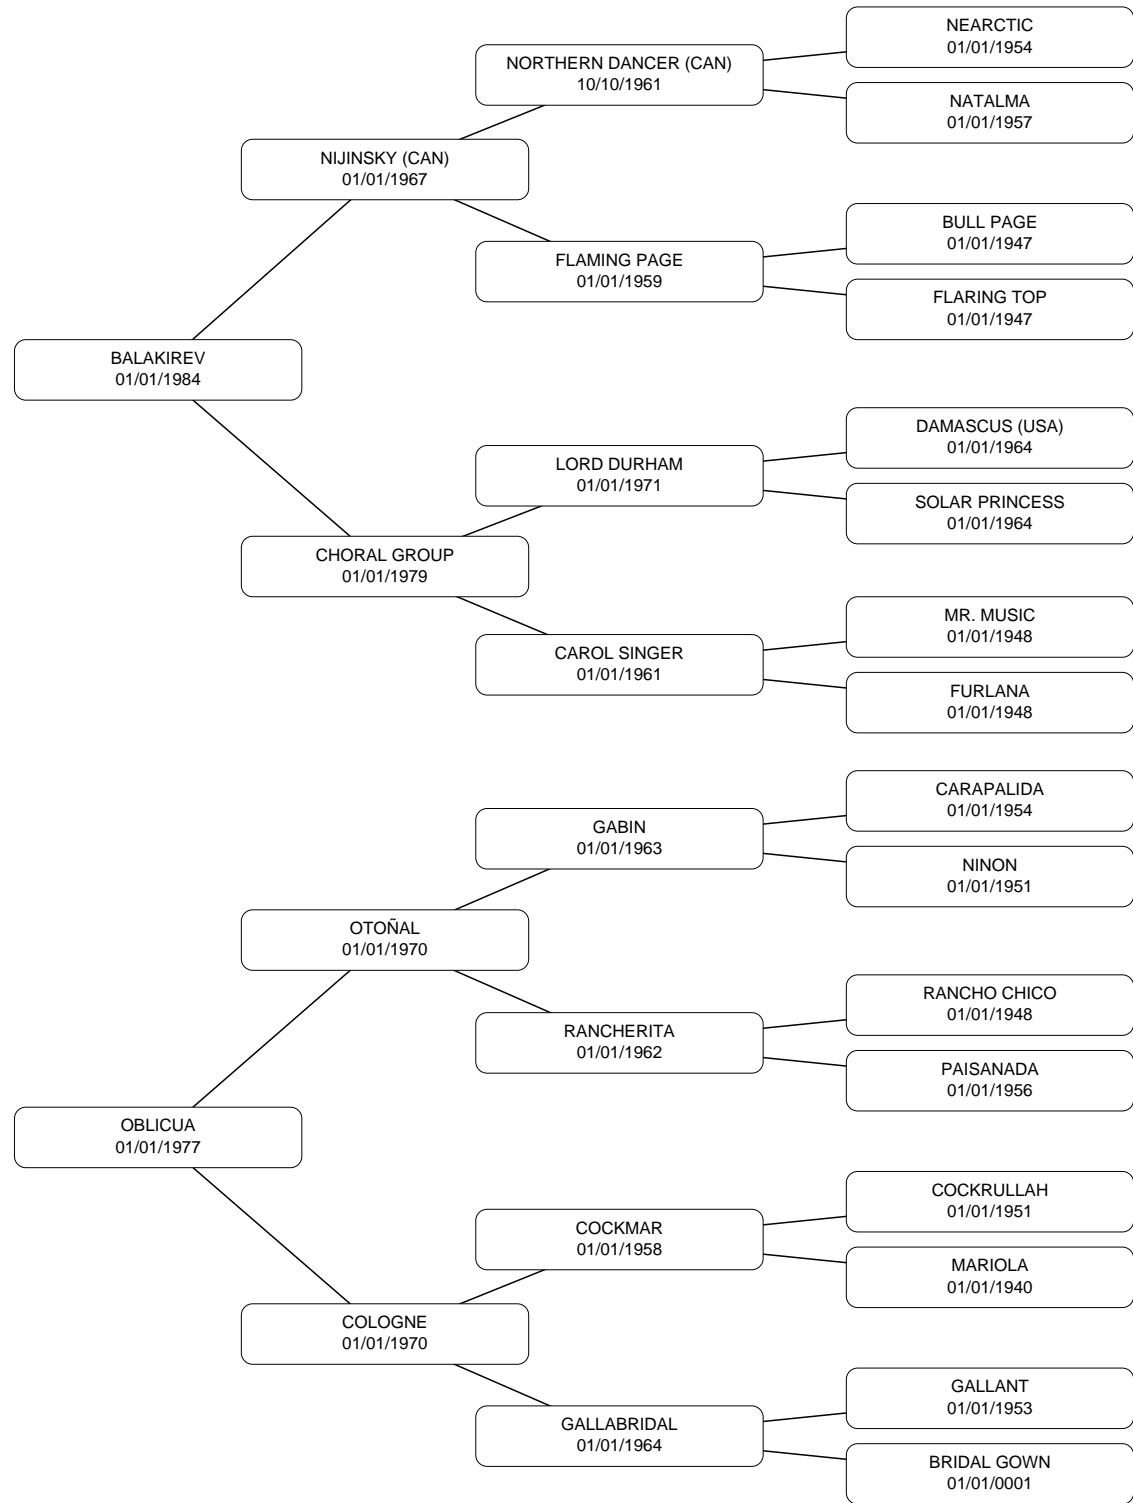 NEARCTIC
01/01/1954
NORTHERN DANCER (CAN)
10/10/1961
NATALMA
01/01/1957
NIJINSKY (CAN)
01/01/1967
BULL PAGE
01/01/1947
FLAMING PAGE
01/01/1959
FLARING TOP
01/01/1947
BALAKIREV
01/01/1984
DAMASCUS (USA)
01/01/1964
LORD DURHAM
01/01/1971
SOLAR PRINCESS
01/01/1964
CHORAL GROUP
01/01/1979
MR. MUSIC
01/01/1948
CAROL SINGER
01/01/1961
FURLANA
01/01/1948
CARAPALIDA
01/01/1954
GABIN
01/01/1963
NINON
01/01/1951
OTOÑAL
01/01/1970
RANCHO CHICO
01/01/1948
RANCHERITA
01/01/1962
PAISANADA
01/01/1956
OBLICUA
01/01/1977
COCKRULLAH
01/01/1951
COCKMAR
01/01/1958
MARIOLA
01/01/1940
COLOGNE
01/01/1970
GALLANT
01/01/1953
GALLABRIDAL
01/01/1964
BRIDAL GOWN
01/01/0001